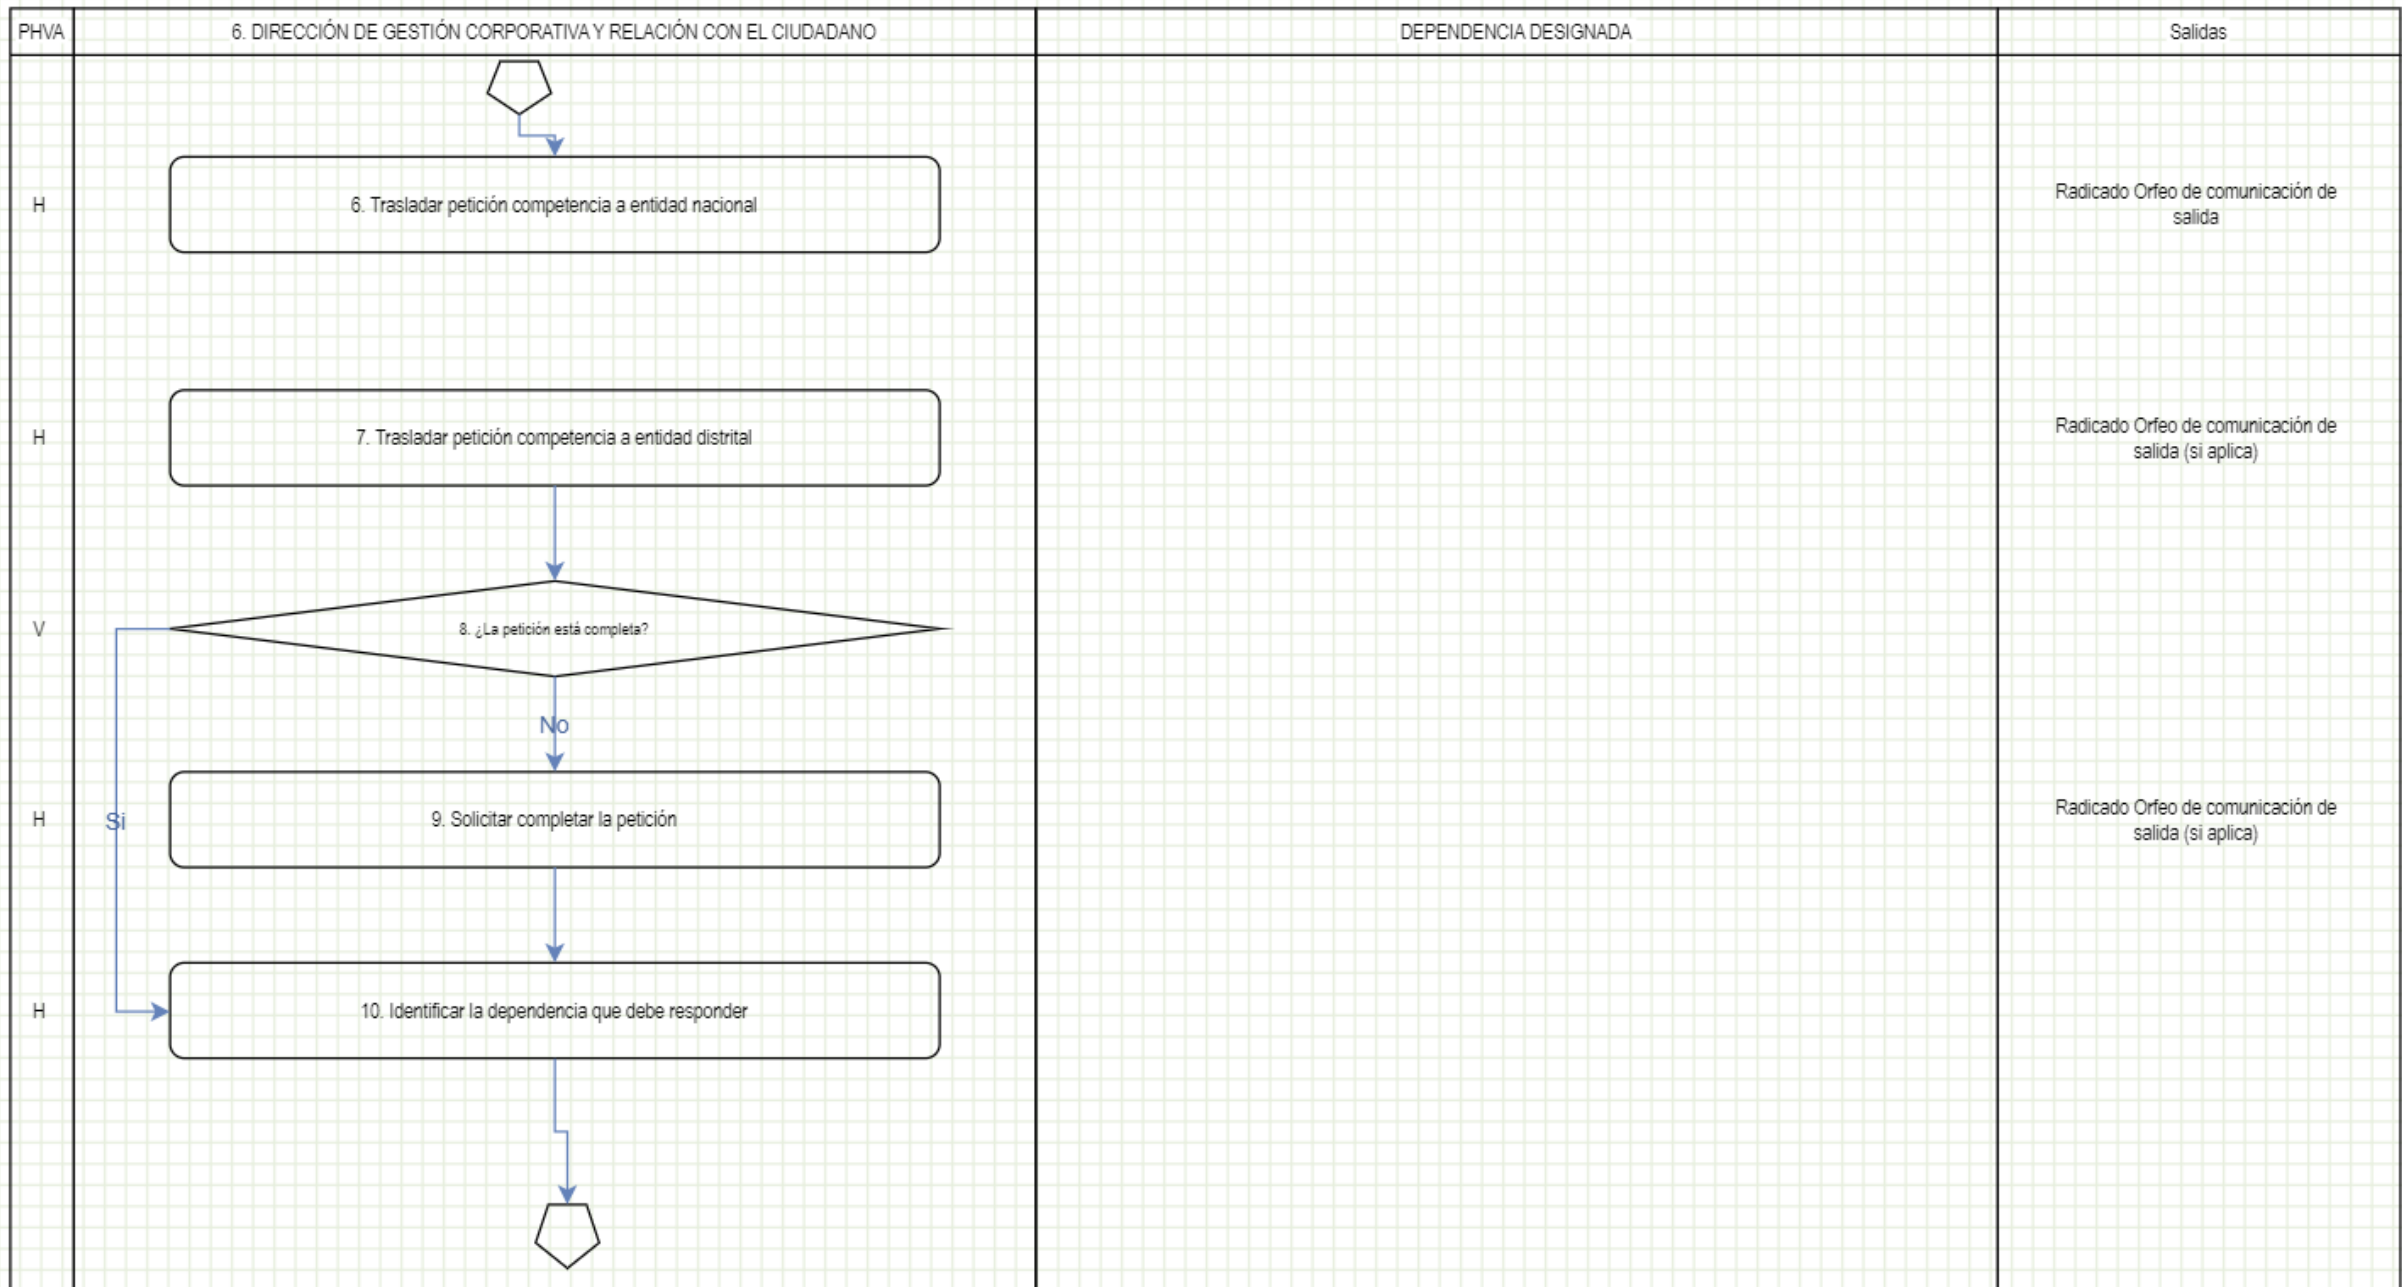 PHVA
6. DIRECCIÓN DE GESTIÓN CORPORATIVA Y RELACIÓN CON EL CIUDADANO
DEPENDENCIA DESIGNADA
Salidas
H
6. Trasladar petición competencia a entidad nacional
Radicado Orfeo de comunicación de
salida
H
7. Trasladar petición competencia a entidad distrital
Radicado Orfeo de comunicación de
salida (si aplica)
V
8. ¿La petición está completa?
No
H
Si
9. Solicitar completar la petición
Radicado Orfeo de comunicación de
salida (si aplica)
H
10. Identificar la dependencia que debe responder